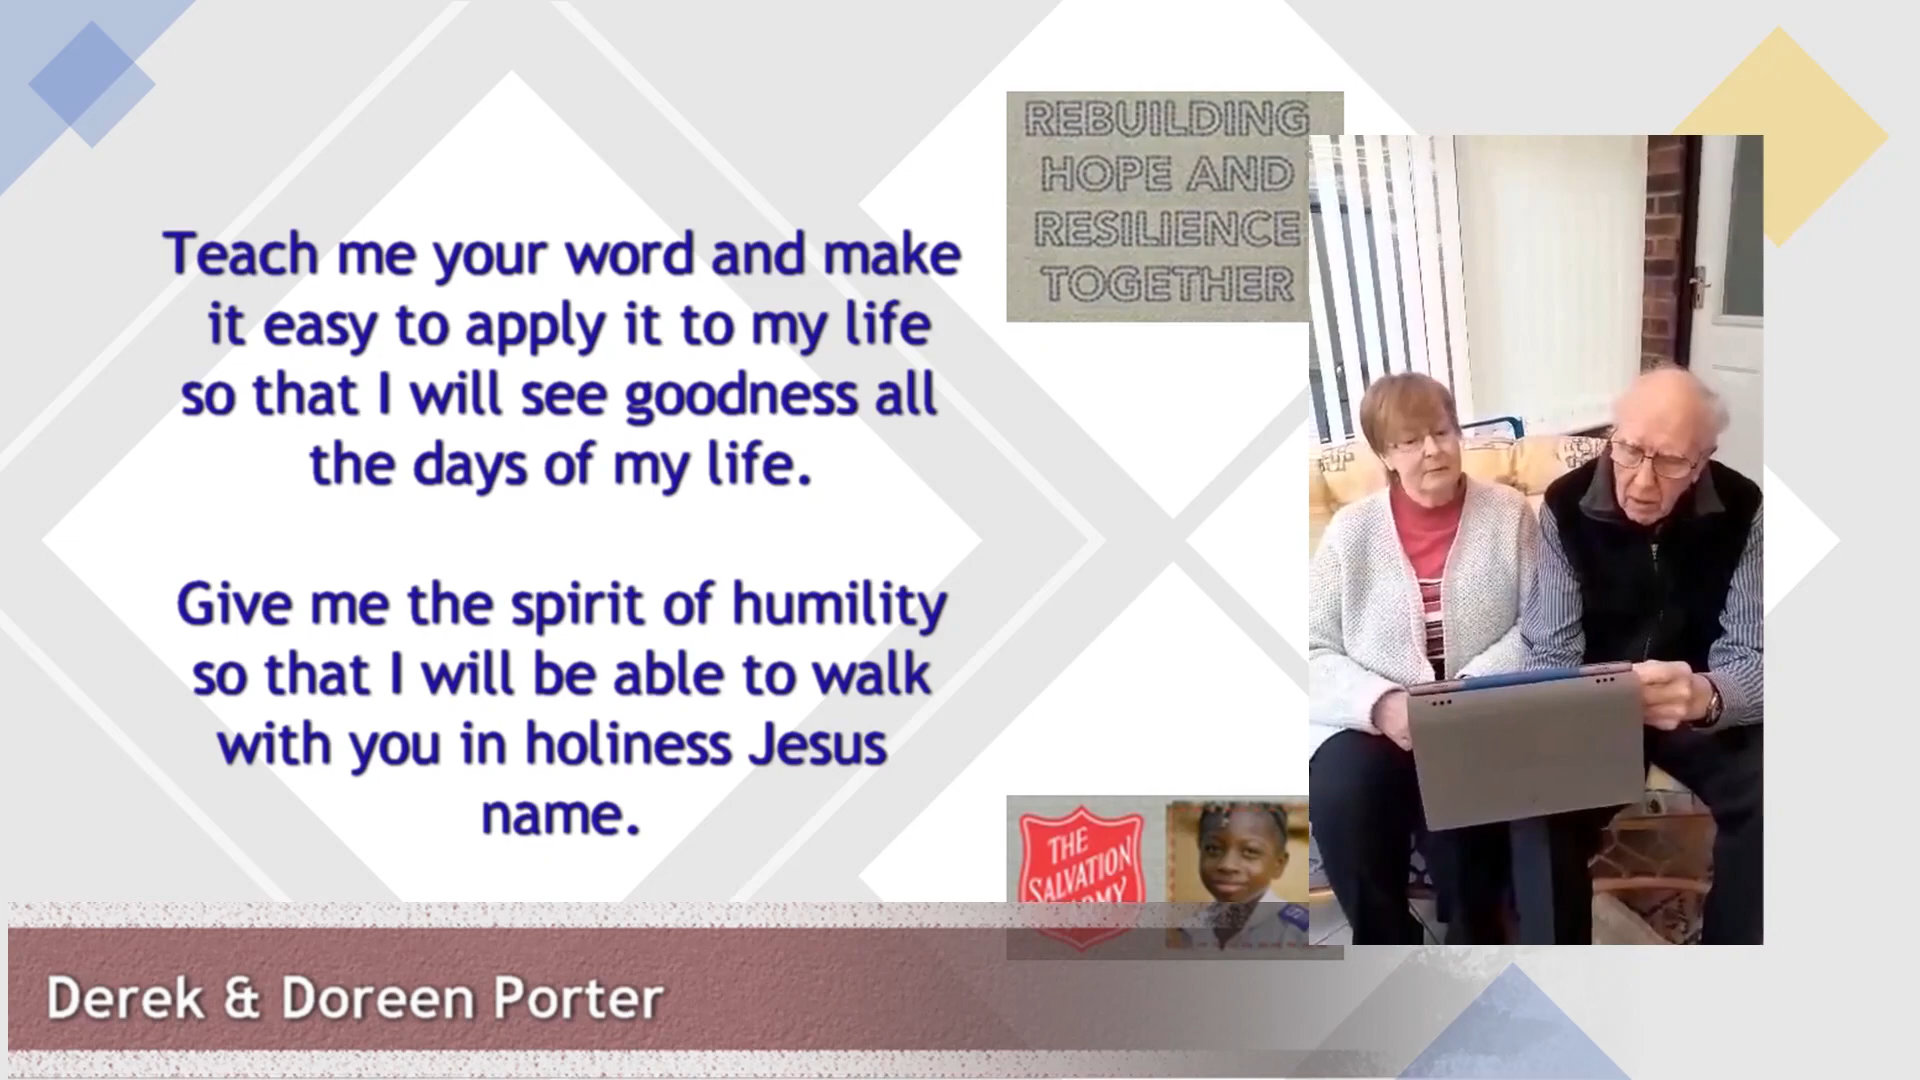 Teach me your word and make
it easy to apply it to my life
so that I will see goodness all
the days of my life.
Give me the spirit of humility
so that I will be able to walk
with you in holiness Jesus
name.
REBUILDING
HOPE AND
RESILIENCE
TOGETHER
THE
SALVATION
ARMY
Derek & Doreen Porter